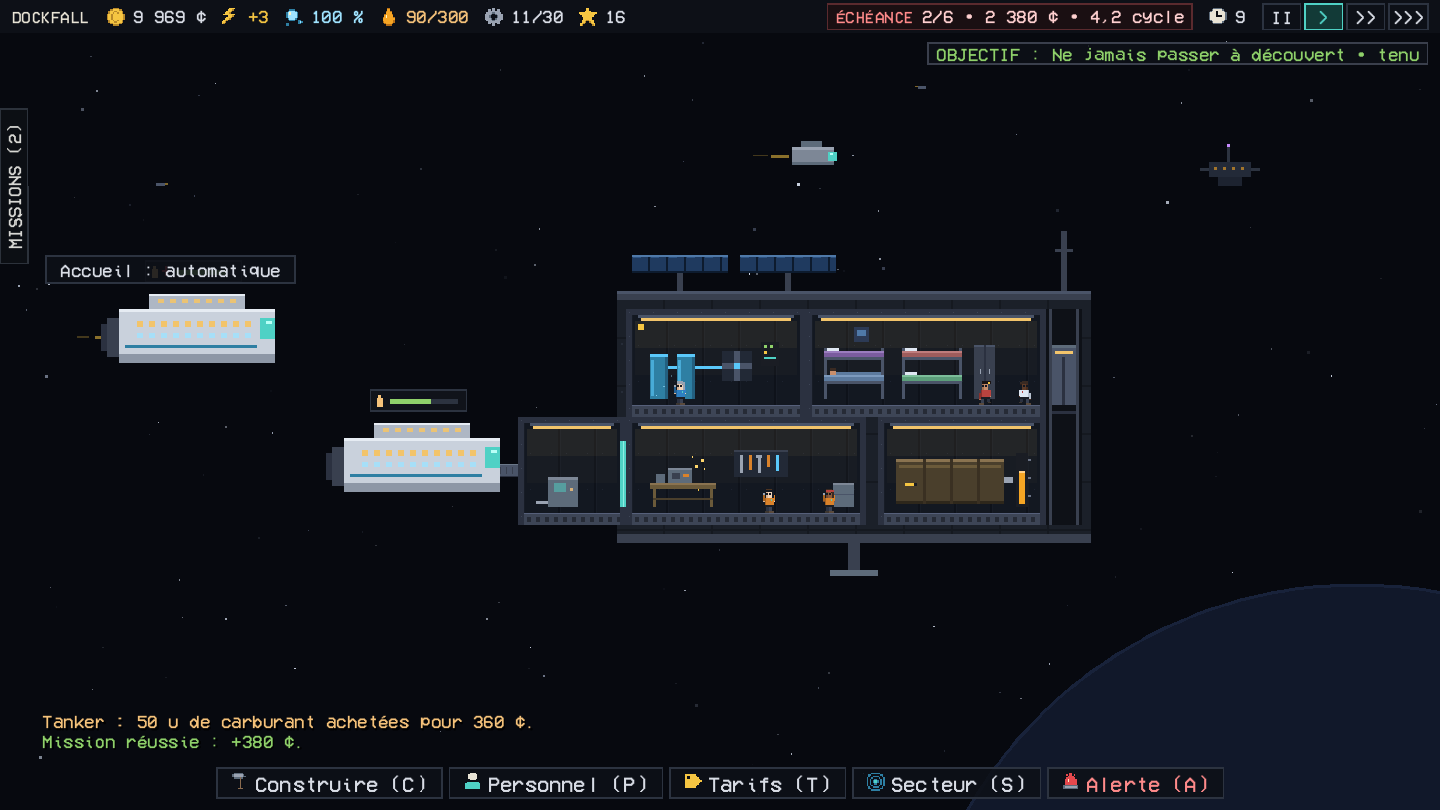 DOCKFALL 9 969 ¢ +3 100 % 90/300 11/30 16 ÉCHÉANCE 2/6 • 2 380 ¢ • 4,2 cycle 9 II > >> >>>
OBJECTIF : Ne jamais passer à découvert • tenu
MISSIONS (2)
Accueil : automatique
Tanker : 50 u de carburant achetées pour 360 ¢.
Mission réussie : +380 ¢.
Construire (C) Personnel (P) Tarifs (T) Secteur (S) Alerte (A)